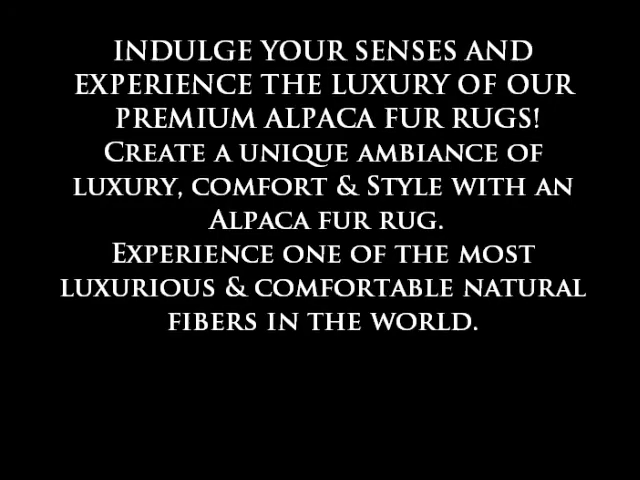 INDULGE YOUR SENSES AND
EXPERIENCE THE LUXURY OF OUR
PREMIUM ALPACA FUR RUGS!
CREATE A UNIQUE AMBIANCE OF
LUXURY, COMFORT & STYLE WITH AN
ALPACA FUR RUG.
EXPERIENCE ONE OF THE MOST
LUXURIOUS & COMFORTABLE NATURAL
FIBERS IN THE WORLD.